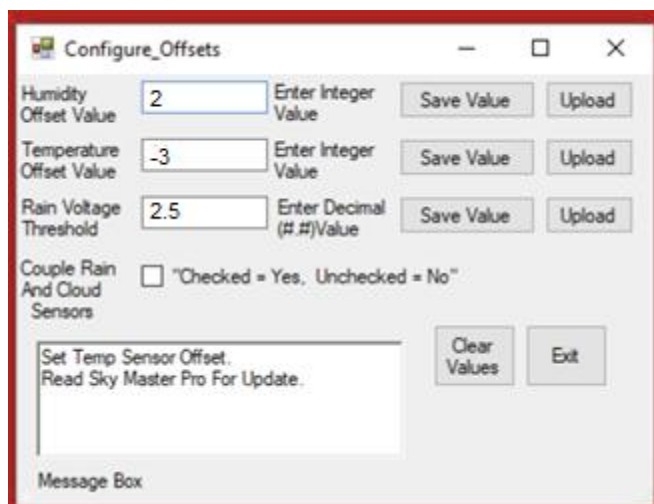 Configure_Offsets
Humidity
Offset Value
2
Enter Integer
Value
Save Value
Upload
Temperature
Offset Value
-3
Enter Integer
Value
Save Value
Upload
Rain Voltage
Threshold
2.5
Enter Decimal
(#.#)Value
Save Value
Upload
Couple Rain
And Cloud
Sensors
"Checked = Yes, Unchecked = No"
Set Temp Sensor Offset.
Read Sky Master Pro For Update.
Clear
Values
Exit
Message Box